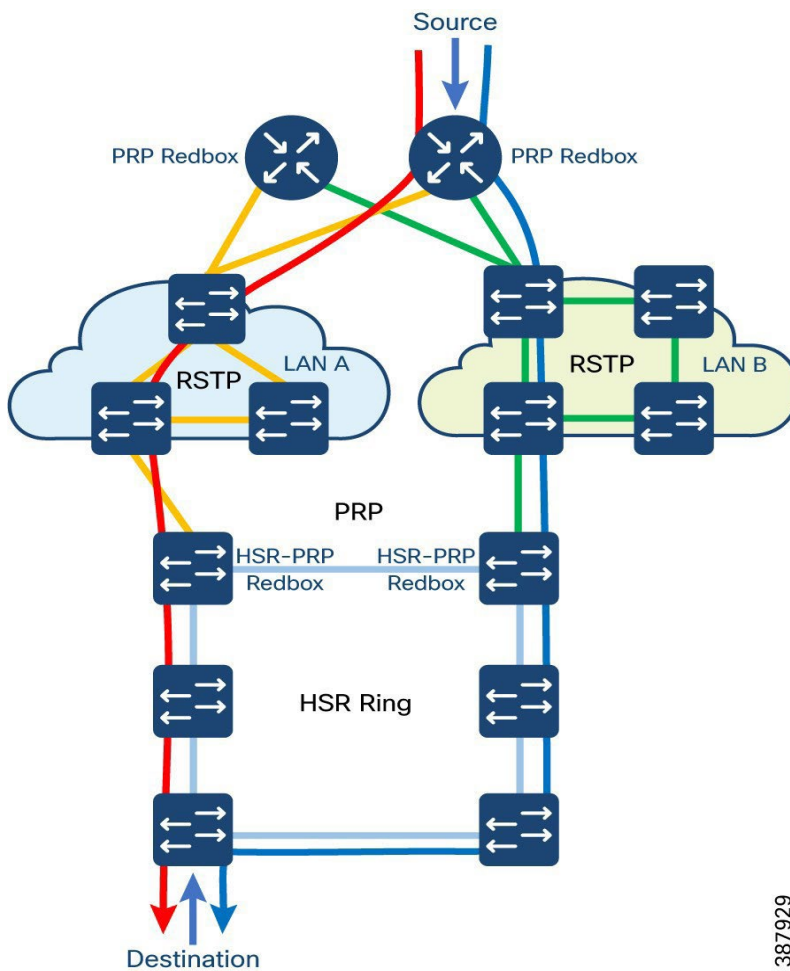 Source
PRP Redbox
PRP Redbox
LAN A
RSTP
RSTP
LAN B
PRP
HSR-PRP
Redbox
HSR-PRP
Redbox
HSR Ring
Destination
387929